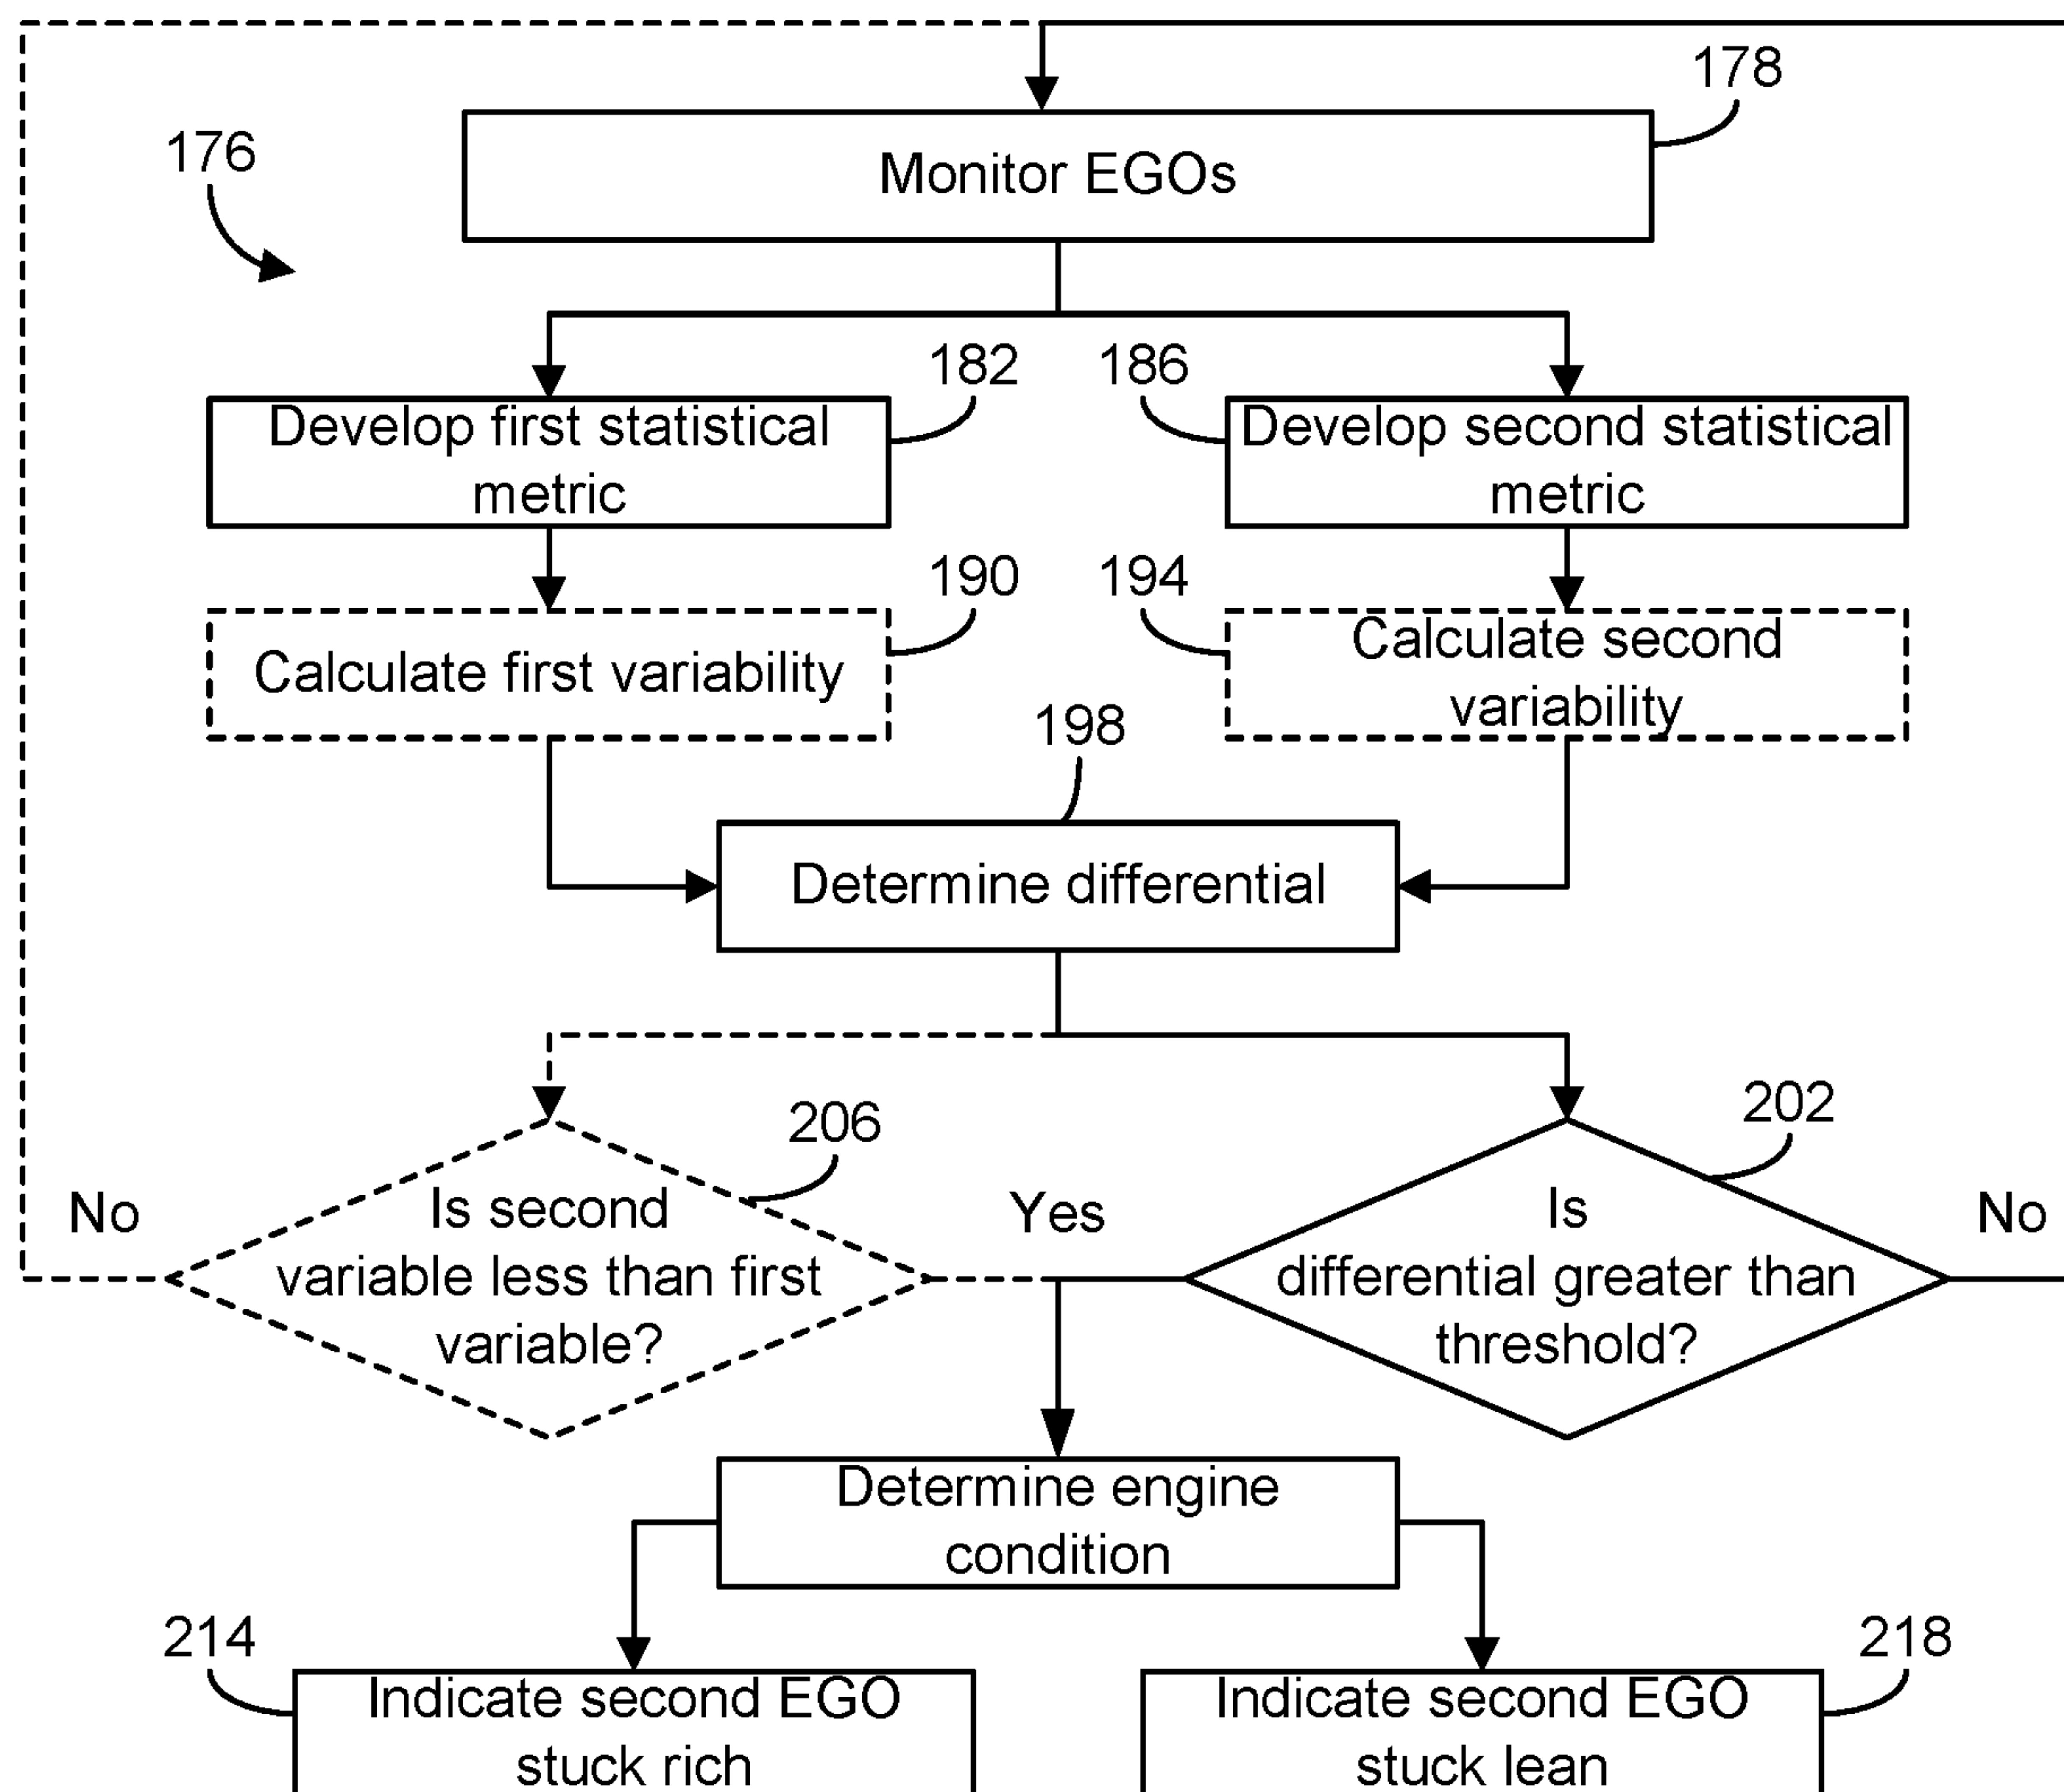 178
176
Monitor EGOs
182
186
Develop first statistical
metric
Develop second statistical
metric
190
194
Calculate first variability
Calculate second
variability
198
Determine differential
206
202
No
Is second
variable less than first
variable?
Yes
Is
differential greater than
threshold?
No
Determine engine
condition
214
218
Indicate second EGO
stuck rich
Indicate second EGO
stuck lean